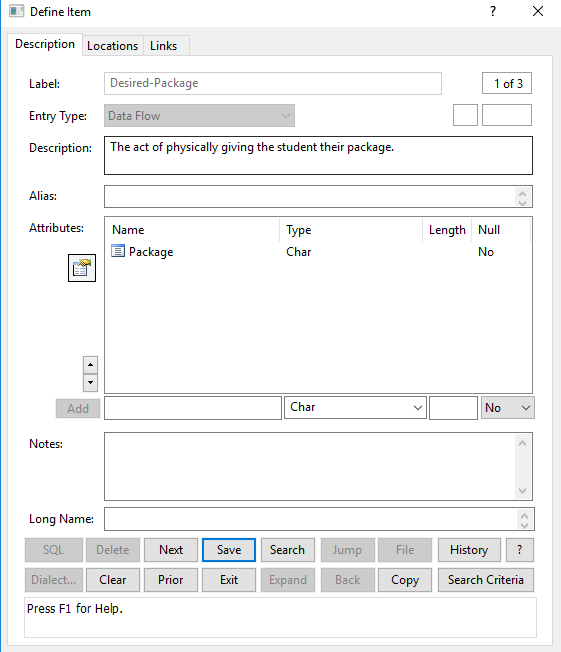 Define Item
?
Description Locations Links
Label: Desired-Package 1 of 3
Entry Type: Data Flow
Description: The act of physically giving the student their package.
Alias:
Attributes: Name Type Length Null
Package Char No
Add Char No
Notes:
Long Name:
SQL Delete Next Save Search Jump File History ?
Dialect... Clear Prior Exit Expand Back Copy Search Criteria
Press F1 for Help.